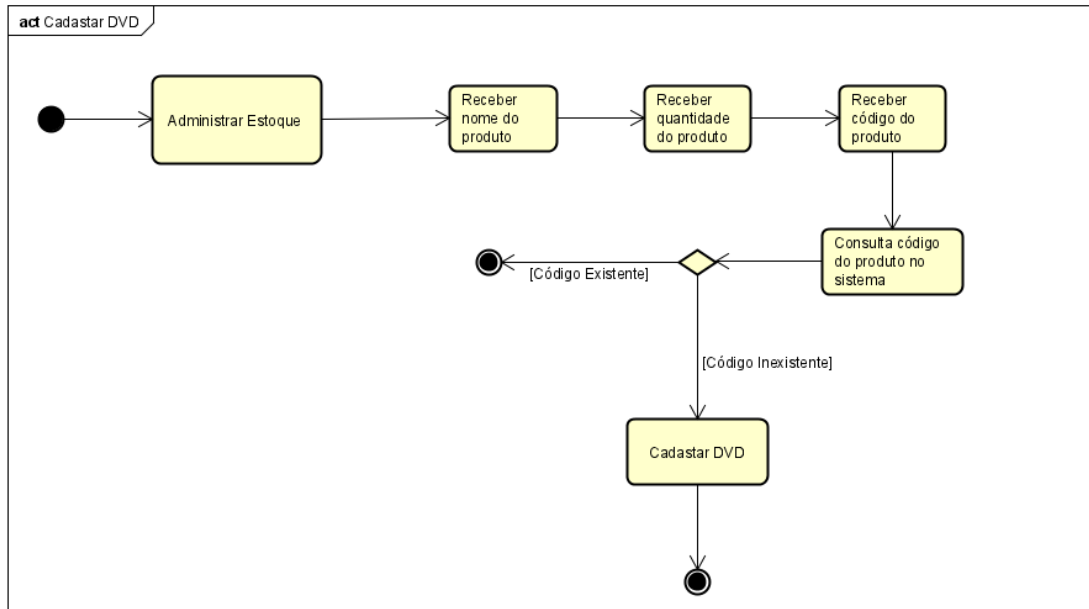 act Cadastar DVD
Administrar Estoque
Receber
nome do
produto
Receber
quantidade
do produto
Receber
código do
produto
Consulta código
do produto no
sistema
[Código Existente]
[Código Inexistente]
Cadastar DVD